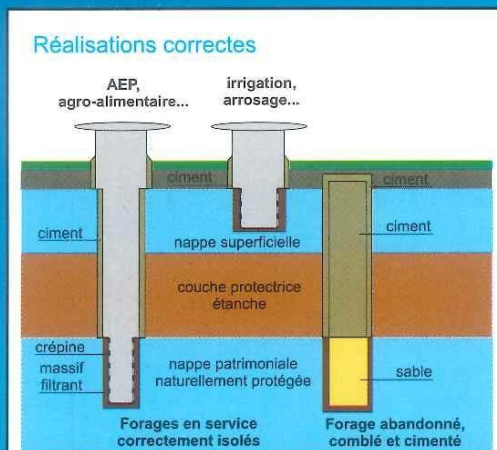 Réalisations correctes
AEP,
agro-alimentaire...
irrigation,
arrosage...
ciment
ciment
ciment
nappe superficielle
ciment
couche protectrice
étanche
crépine
massif
filtrant
nappe patrimoniale
naturellement protégée
sable
Forages en service
correctement isolés
Forage abandonné,
comblé et cimenté